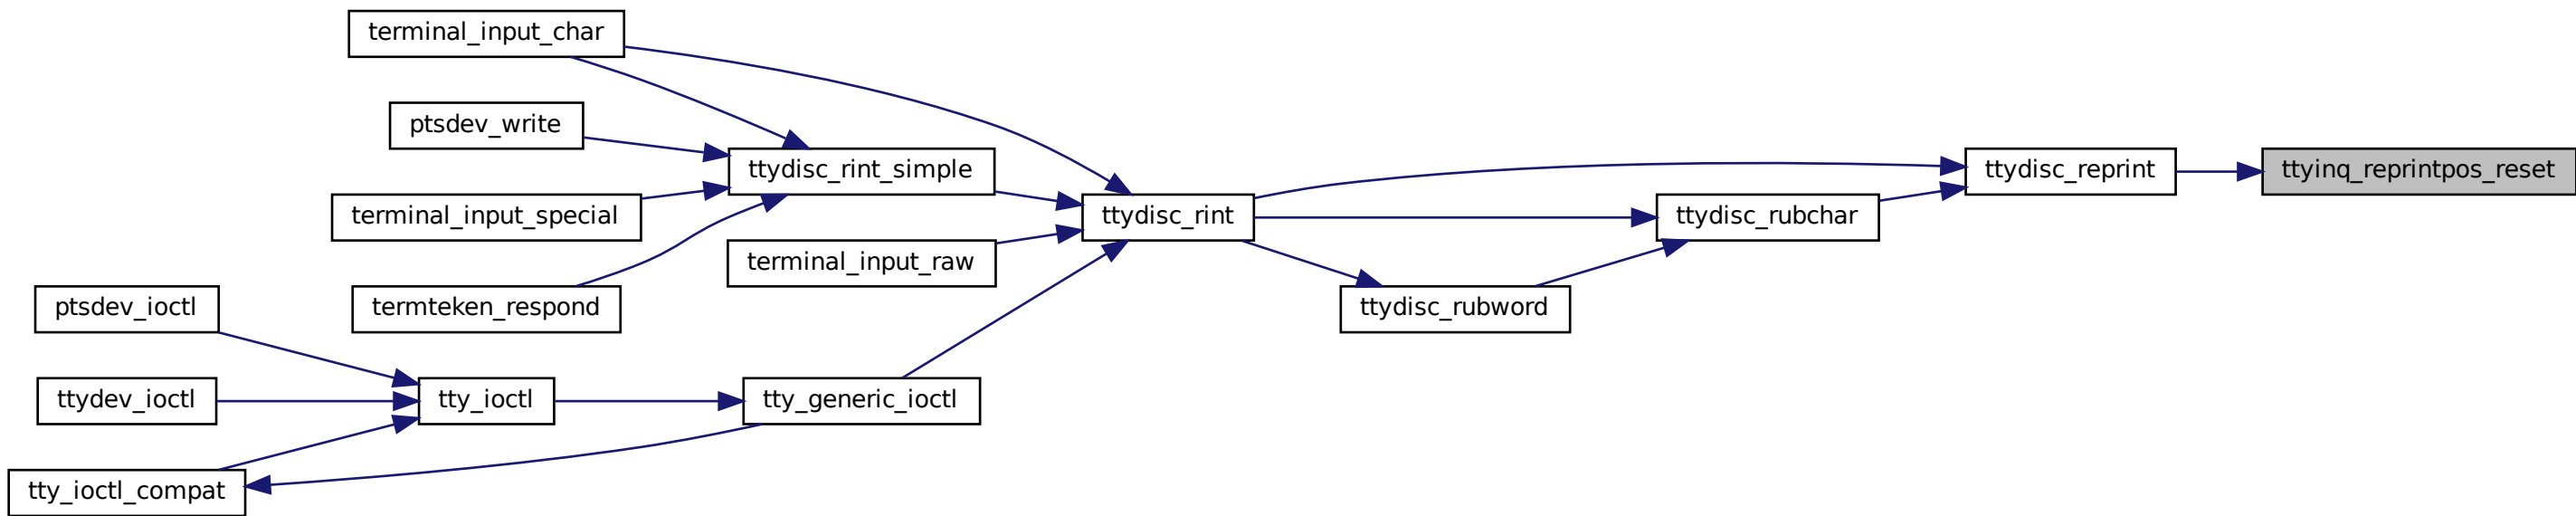 terminal_input_char
ptsdev_write
ttydisc_rint_simple
ttydisc_reprint
ttyinq_reprintpos_reset
terminal_input_special
ttydisc_rint
ttydisc_rubchar
terminal_input_raw
ptsdev_ioctl
termteken_respond
ttydisc_rubword
ttydev_ioctl
tty_ioctl
tty_generic_ioctl
tty_ioctl_compat